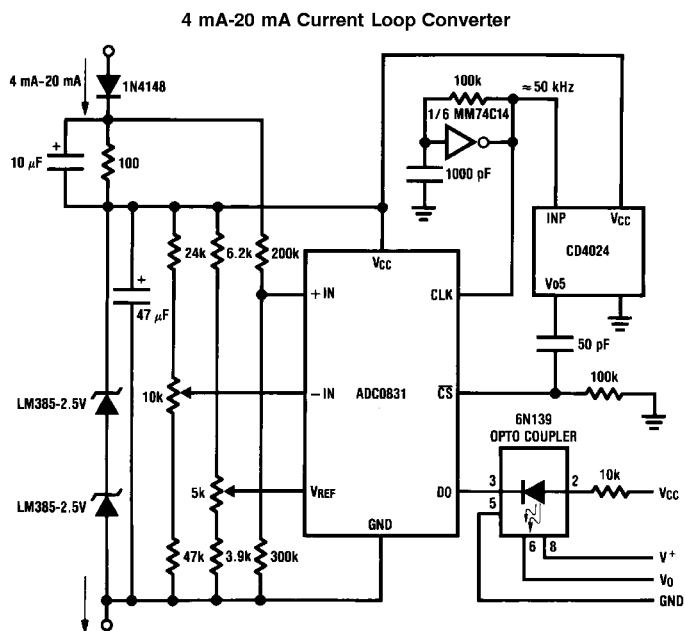 4 mA-20 mA Current Loop Converter
4 mA-20 mA
1N4148
100k
≈50 kHz
1/6 MM74C14
10 μF
+
100
1000 pF
INP
VCC
CD4024
VO5
24k
6.2k
200k
VCC
+
47 μF
+IN
CLK
50 pF
LM385-2.5V
10k
−IN
ADC0831
CS
100k
6N139
OPTO COUPLER
LM385-2.5V
5k
VREF
DO
3
2
10k
VCC
5
GND
47k
3.9k
300k
6
8
V+
VO
GND